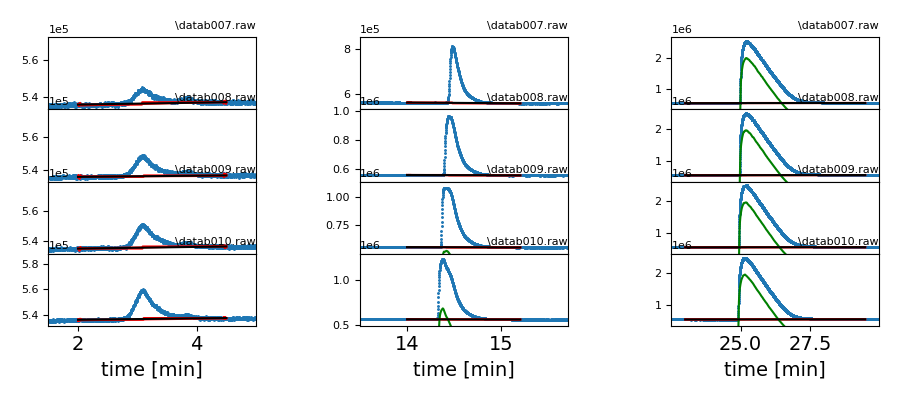 1e5 \datab007.raw
5.6
5.4
1e5 \datab008.raw
5.6
5.4
1e5 \datab009.raw
5.6
5.4
1e5 \datab010.raw
5.8
5.6
5.4
2 4
time [min]
1e5 \datab007.raw
8
6
1e6 \datab008.raw
1.0
0.8
0.6
1e6 \datab009.raw
1.00
0.75
1e6 \datab010.raw
1.0
0.5
14 15
time [min]
1e6 \datab007.raw
2
1
1e6 \datab008.raw
2
1
1e6 \datab009.raw
2
1
1e6 \datab010.raw
2
1
25.0 27.5
time [min]